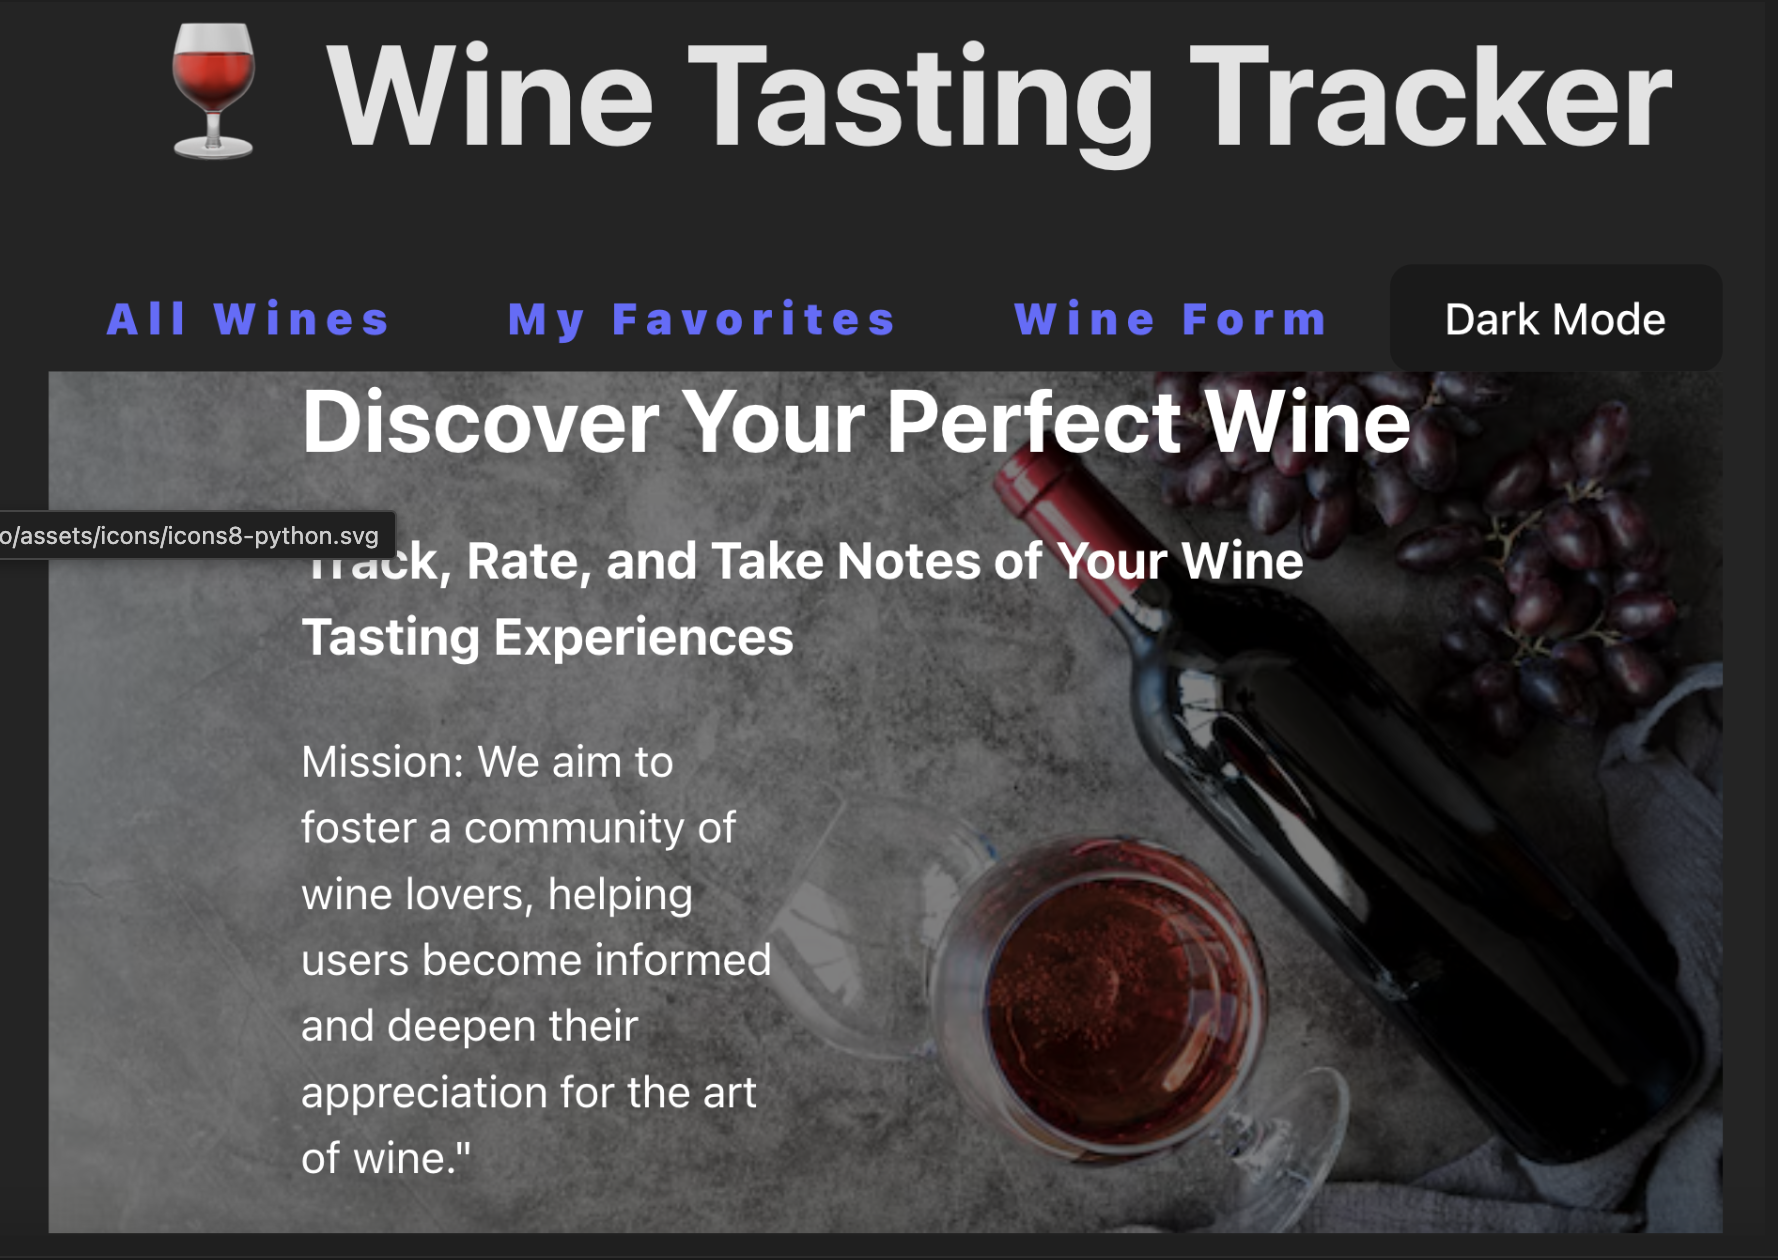 Wine Tasting Tracker
All Wines My Favorites Wine Form Dark Mode
Discover Your Perfect Wine
o/assets/icons/icons8-python.svg
Track, Rate, and Take Notes of Your Wine
Tasting Experiences
Mission: We aim to
foster a community of
wine lovers, helping
users become informed
and deepen their
appreciation for the art
of wine."